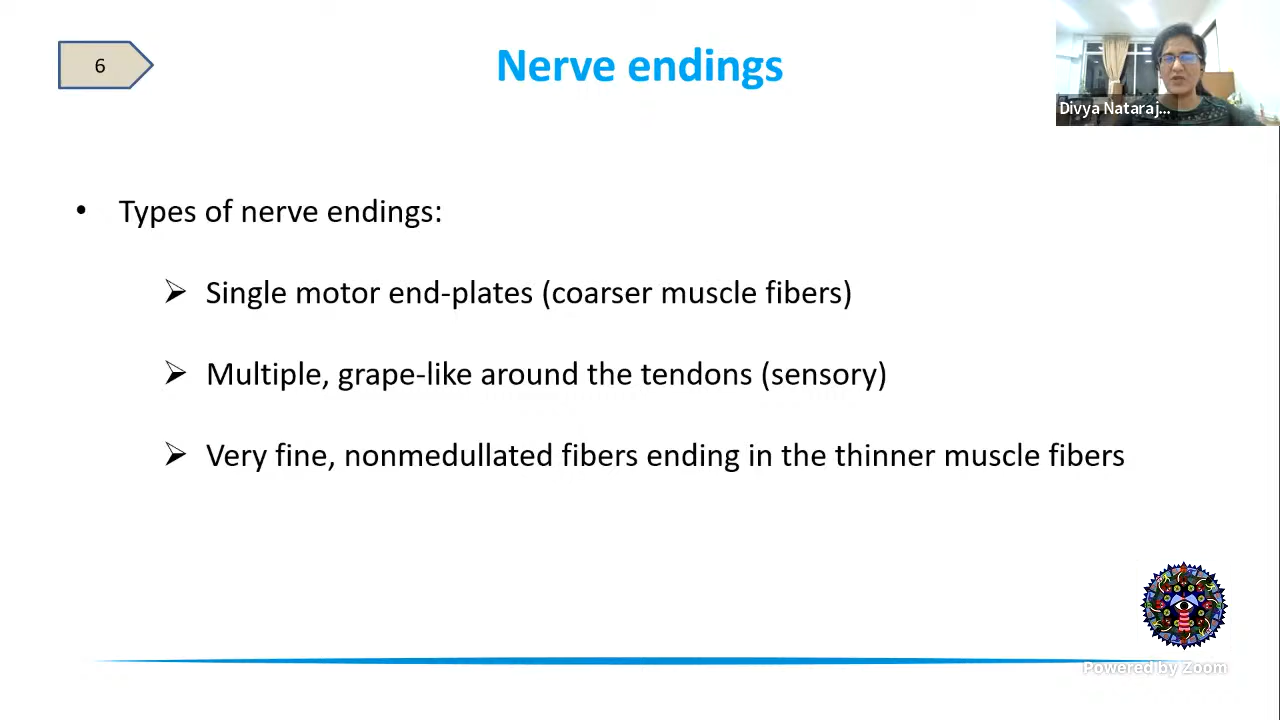 6
Nerve endings
Divya Nataraj...
• Types of nerve endings:
➢ Single motor end-plates (coarser muscle fibers)
➢ Multiple, grape-like around the tendons (sensory)
➢ Very fine, nonmedullated fibers ending in the thinner muscle fibers
Powered by Zoom